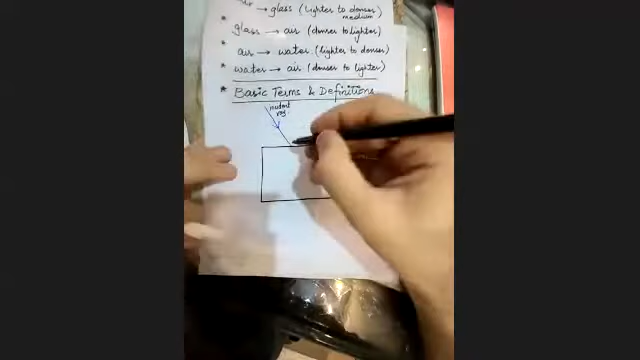 → glass (lighter to denser
medium)
* glass → air (denser to lighter)
* air → water (lighter to denser)
* water → air (denser to lighter)
* Basic Terms & Definitions
ray.